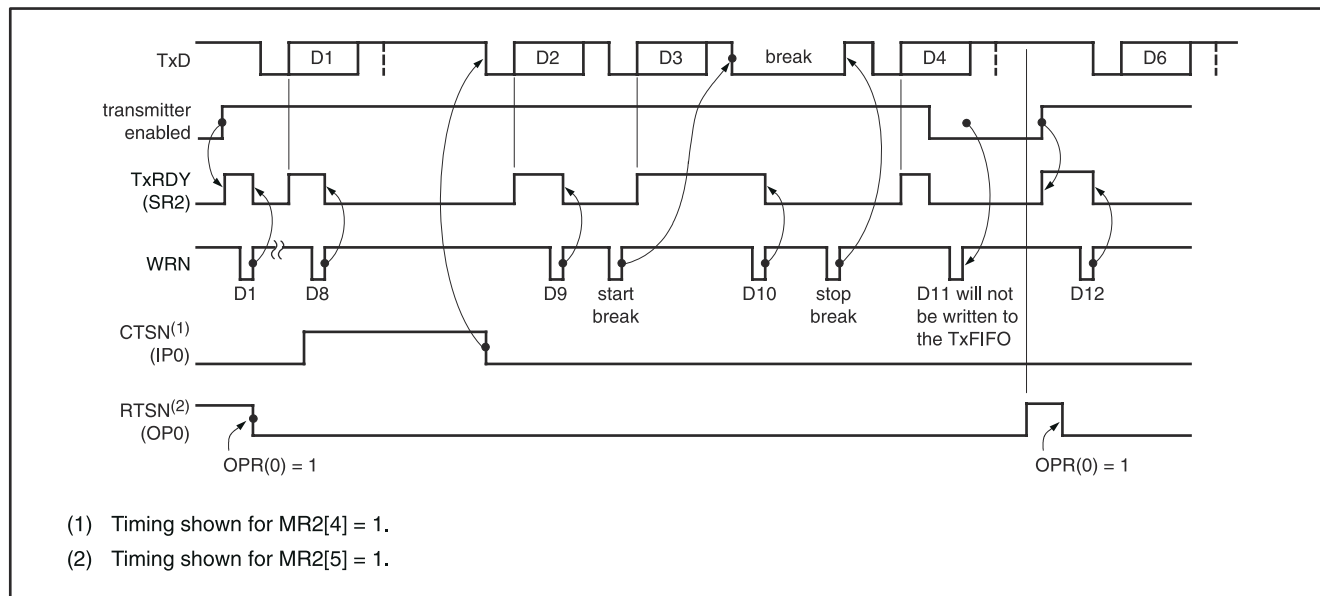 TxD
D1
D2
D3
break
D4
D6
transmitter
enabled
TxRDY
(SR2)
WRN
D1
D8
D9
start
break
D10
stop
break
D11 will not
be written to
the TxFIFO
D12
CTSN(1)
(IP0)
RTSN(2)
(OP0)
OPR(0) = 1
OPR(0) = 1
(1) Timing shown for MR2[4] = 1.
(2) Timing shown for MR2[5] = 1.